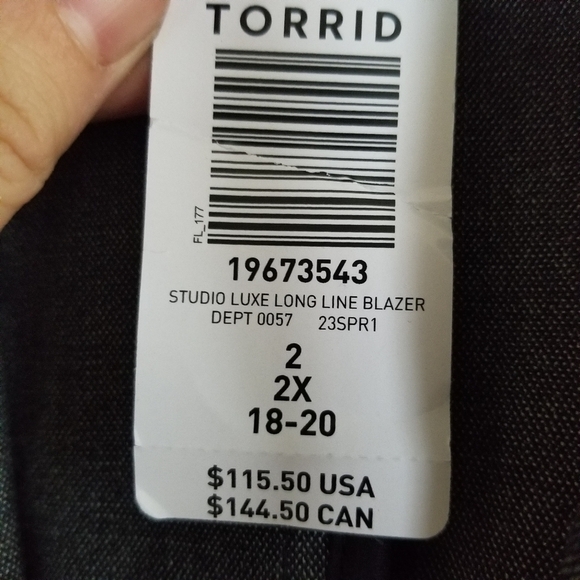 TORRID
FL_177
19673543
STUDIO LUXE LONG LINE BLAZER
DEPT 0057 23SPR1
2
2X
18-20
$115.50 USA
$144.50 CAN